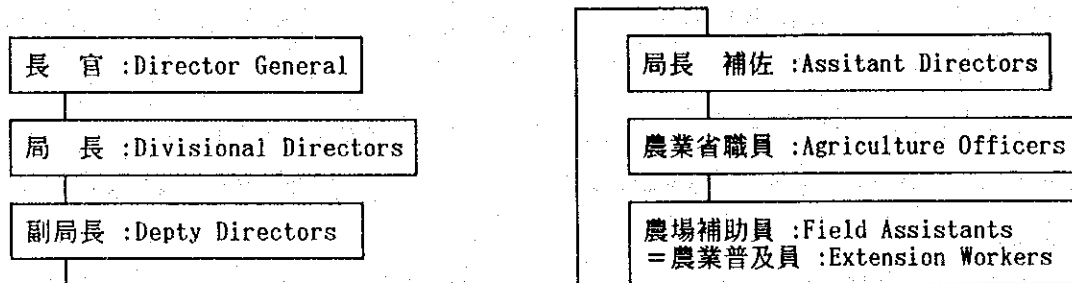 長　官 :Director General
局　長 :Divisional Directors
副局長 :Depty Directors
局長　補佐 :Assitant Directors
農業省職員 :Agriculture Officers
農場補助員 :Field Assistants
＝農業普及員 :Extension Workers